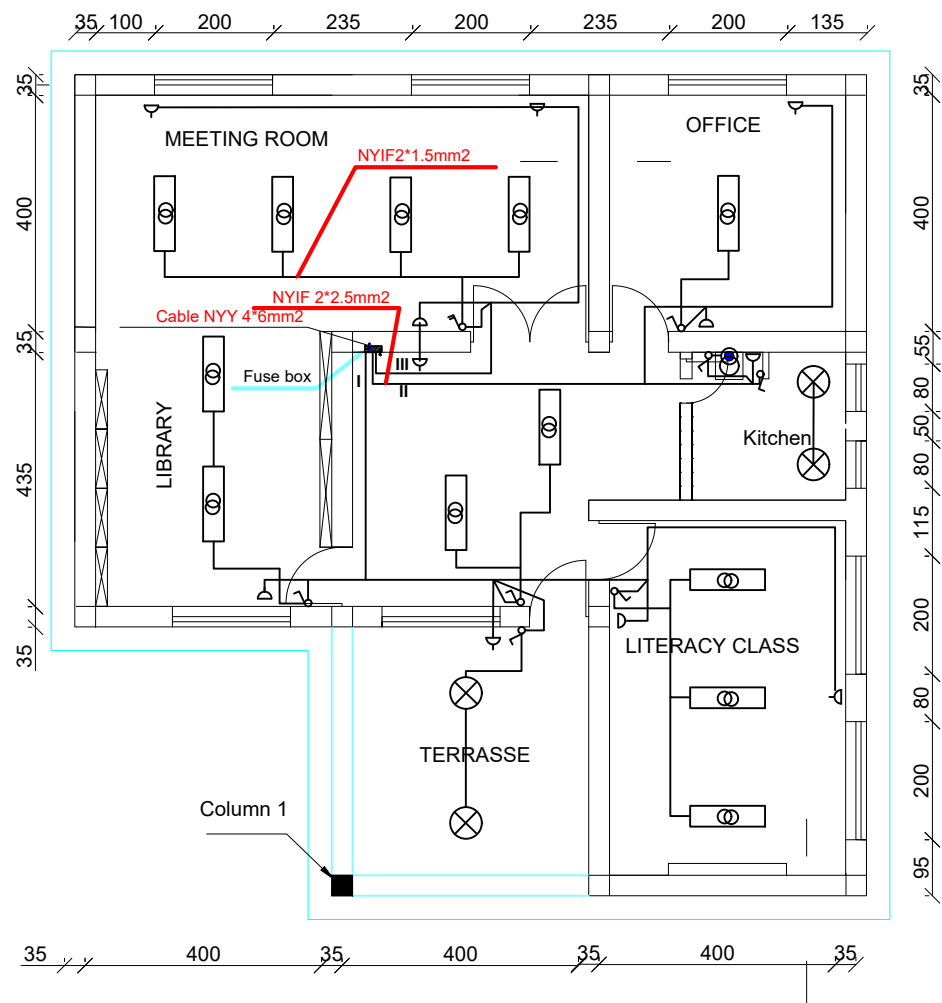 35 100 200 235 200 235 200 135
35
400
35
435
35
MEETING ROOM
OFFICE
NYIF2*1.5mm2
NYIF 2*2.5mm2
Cable NYY 4*6mm2
Fuse box
III
I
II
LIBRARY
Kitchen
LITERACY CLASS
TERRASSE
Column 1
35
400
55
80
50
80
115
200
80
200
95
35 400 35 400 35 400 35